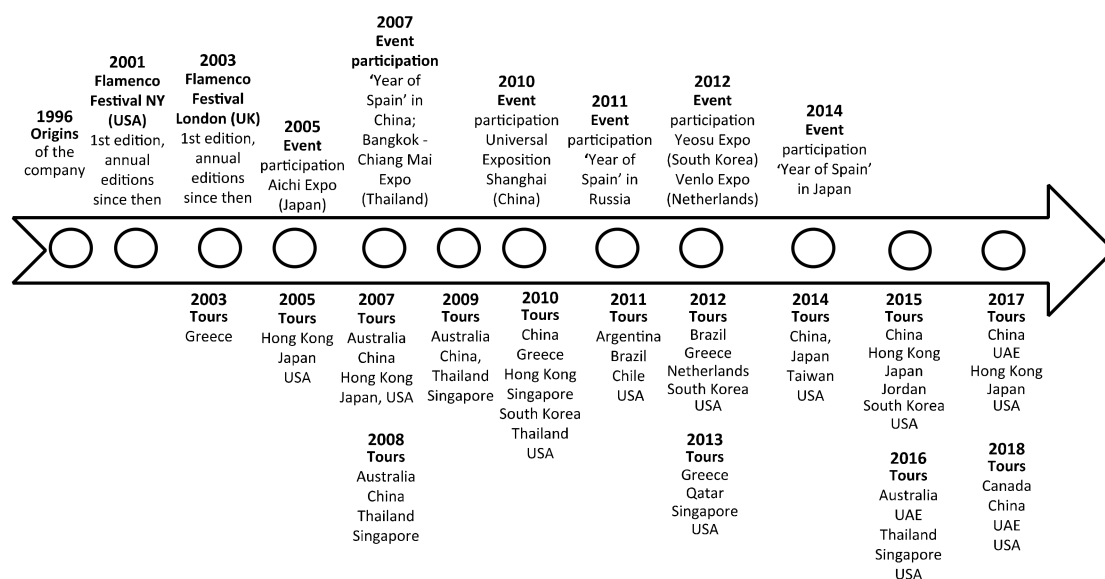 1996
Origins
of the
company
2001
Flamenco
Festival NY
(USA)
1st edition,
annual
editions
since then
2003
Flamenco
Festival
London (UK)
1st edition,
annual
editions
since then
2005
Event
participation
Aichi Expo
(Japan)
2007
Event
participation
‘Year of
Spain’ in
China;
Bangkok -
Chiang Mai
Expo
(Thailand)
2010
Event
participation
Universal
Exposition
Shanghai
(China)
2011
Event
participation
‘Year of
Spain’ in
Russia
2012
Event
participation
Yeosu Expo
(South Korea)
Venlo Expo
(Netherlands)
2014
Event
participation
‘Year of Spain’
in Japan
2003
Tours
Greece
2005
Tours
Hong Kong
Japan
USA
2007
Tours
Australia
China
Hong Kong
Japan, USA
2008
Tours
Australia
China
Thailand
Singapore
2009
Tours
Australia
China,
Thailand
Singapore
2010
Tours
China
Greece
Hong Kong
Singapore
South Korea
Thailand
USA
2011
Tours
Argentina
Brazil
Chile
USA
2012
Tours
Brazil
Greece
Netherlands
South Korea
USA
2013
Tours
Greece
Qatar
Singapore
USA
2014
Tours
China,
Japan
Taiwan
USA
2015
Tours
China
Hong Kong
Japan
Jordan
South Korea
USA
2016
Tours
Australia
UAE
Thailand
Singapore
USA
2017
Tours
China
UAE
Hong Kong
Japan
USA
2018
Tours
Canada
China
UAE
USA